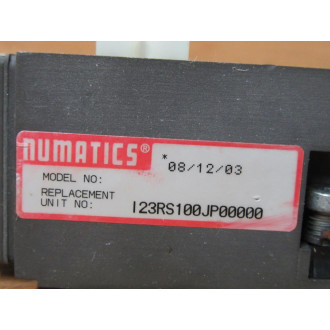 numatics®
* 08/12/03
MODEL NO:
REPLACEMENT
UNIT NO: I23RS100JP00000